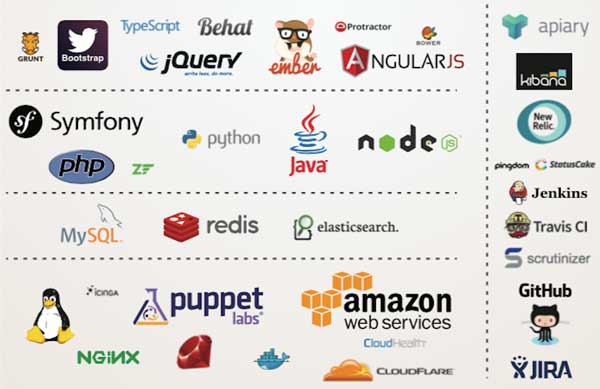 TypeScript
Behat
Protractor
GRUNT
Bootstrap
jQuery
write less, do more.
ember
BOWER
ANGULARJS
sf Symfony
python
Java
node
JS
php
ZF
MySQL
redis
elasticsearch.
ICINGA
puppet
labs
amazon
web services
CloudHealth
NGINX
CLOUDFLARE
apiary
kibana
New
Relic.
pingdom
StatusCake
Jenkins
Travis CI
scrutinizer
GitHub
JIRA